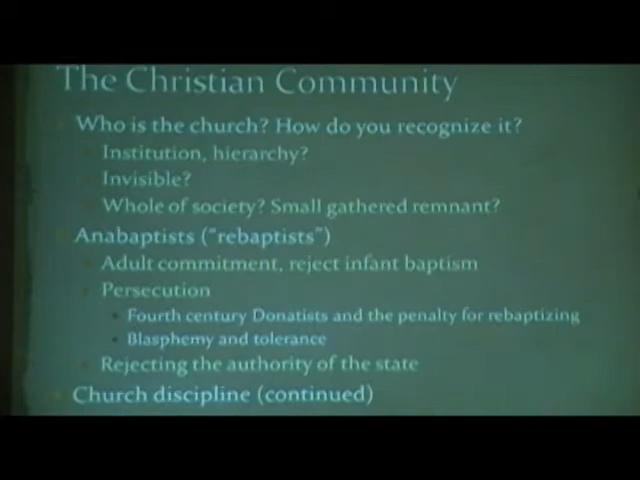 The Christian Community
Who is the church? How do you recognize it?
Institution, hierarchy?
Invisible?
Whole of society? Small gathered remnant?
Anabaptists ("rebaptists")
Adult commitment, reject infant baptism
Persecution
Fourth century Donatists and the penalty for rebaptizing
Blasphemy and tolerance
Rejecting the authority of the state
Church discipline (continued)